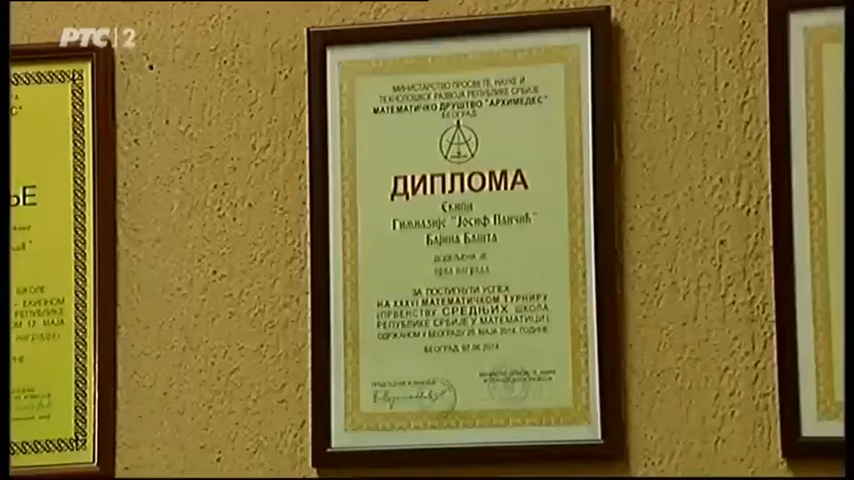 РТС 2
МИНИСТАРСТВО ПРОСВЕТЕ, НАУКЕ И
ТЕХНОЛОШКОГ РАЗВОЈА РЕПУБЛИКЕ СРБИЈЕ
МАТЕМАТИЧКО ДРУШТВО "АРХИМЕДЕС"
БЕОГРАД
ДИПЛОМА
Екипи
Гимназије "Јосиф Панчић"
Бајина Башта
ДОДЕЉЕНА ЈЕ
ПРВА НАГРАДА
ЗА ПОСТИГНУТИ УСПЕХ
НА XXXVI МАТЕМАТИЧКОМ ТУРНИРУ
(ПРВЕНСТВУ СРЕДЊИХ ШКОЛА
РЕПУБЛИКЕ СРБИЈЕ У МАТЕМАТИЦИ)
ОДРЖАНОМ У БЕОГРАДУ 25. МАЈА 2014. ГОДИНЕ
БЕОГРАД, 07.06 2014
ШКОЛЕ
- ЕКИПНОМ
17 МАЈА